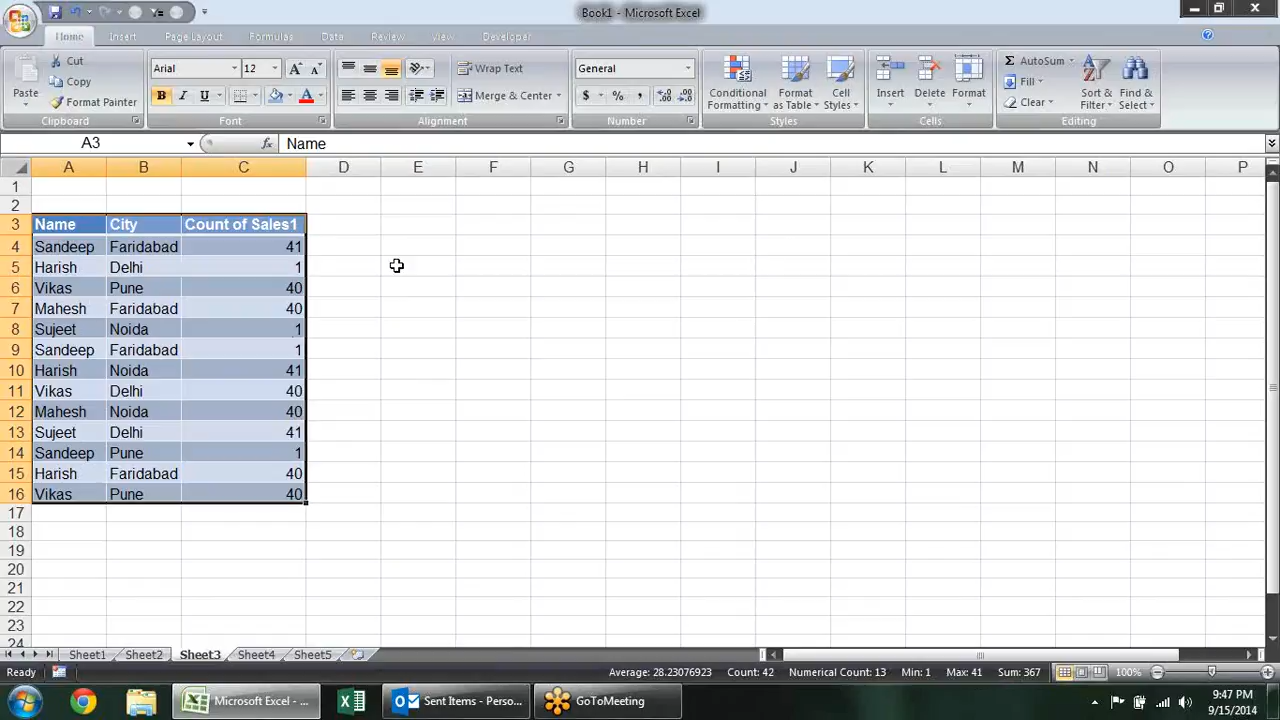 Book1 - Microsoft Excel
Home Insert Page Layout Formulas Data Review View Developer
Paste
Cut
Copy
Format Painter
Clipboard
Arial 12
B I U
Font
Wrap Text
Merge & Center
Alignment
General
$ % ,
Number
Conditional Formatting
Format as Table
Cell Styles
Styles
Insert Delete Format
Cells
AutoSum
Fill
Clear
Sort & Filter
Find & Select
Editing
A3 fx Name
A B C D E F G H I J K L M N O P
1
2
3 Name City Count of Sales1
4 Sandeep Faridabad 41
5 Harish Delhi 1
6 Vikas Pune 40
7 Mahesh Faridabad 40
8 Sujeet Noida 1
9 Sandeep Faridabad 1
10 Harish Noida 41
11 Vikas Delhi 40
12 Mahesh Noida 40
13 Sujeet Delhi 41
14 Sandeep Pune 1
15 Harish Faridabad 40
16 Vikas Pune 40
17
18
19
20
21
22
23
24
Sheet1 Sheet2 Sheet3 Sheet4 Sheet5
Ready Average: 28.23076923 Count: 42 Numerical Count: 13 Min: 1 Max: 41 Sum: 367 100%
Microsoft Excel - ... Sent Items - Perso... GoToMeeting
9:47 PM
9/15/2014